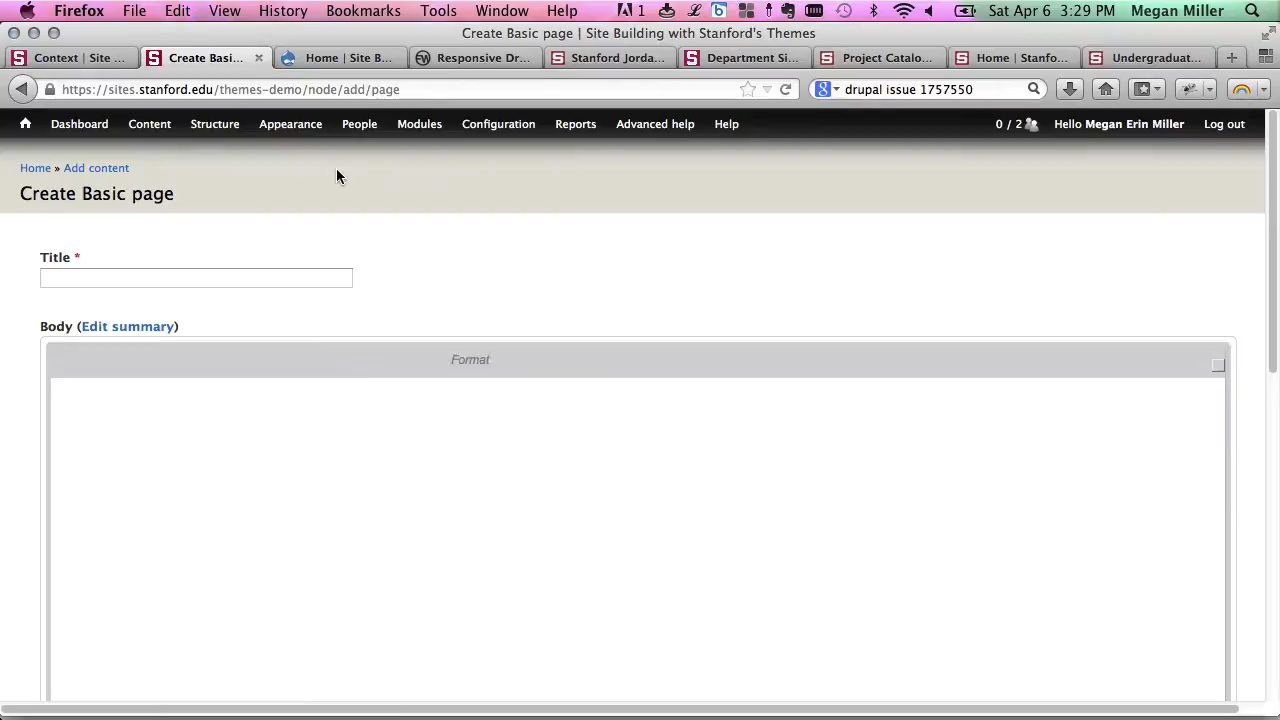 Firefox File Edit View History Bookmarks Tools Window Help 1 Sat Apr 6 3:29 PM Megan Miller
Create Basic page | Site Building with Stanford's Themes
Context | Site ... Create Basi... Home | Site B... Responsive Dr... Stanford Jorda... Department Si... Project Catalo... Home | Stanfo... Undergraduat...
https://sites.stanford.edu/themes-demo/node/add/page drupal issue 1757550
Dashboard Content Structure Appearance People Modules Configuration Reports Advanced help Help 0 / 2 Hello Megan Erin Miller Log out
Home » Add content
Create Basic page
Title *
Body (Edit summary)
Format